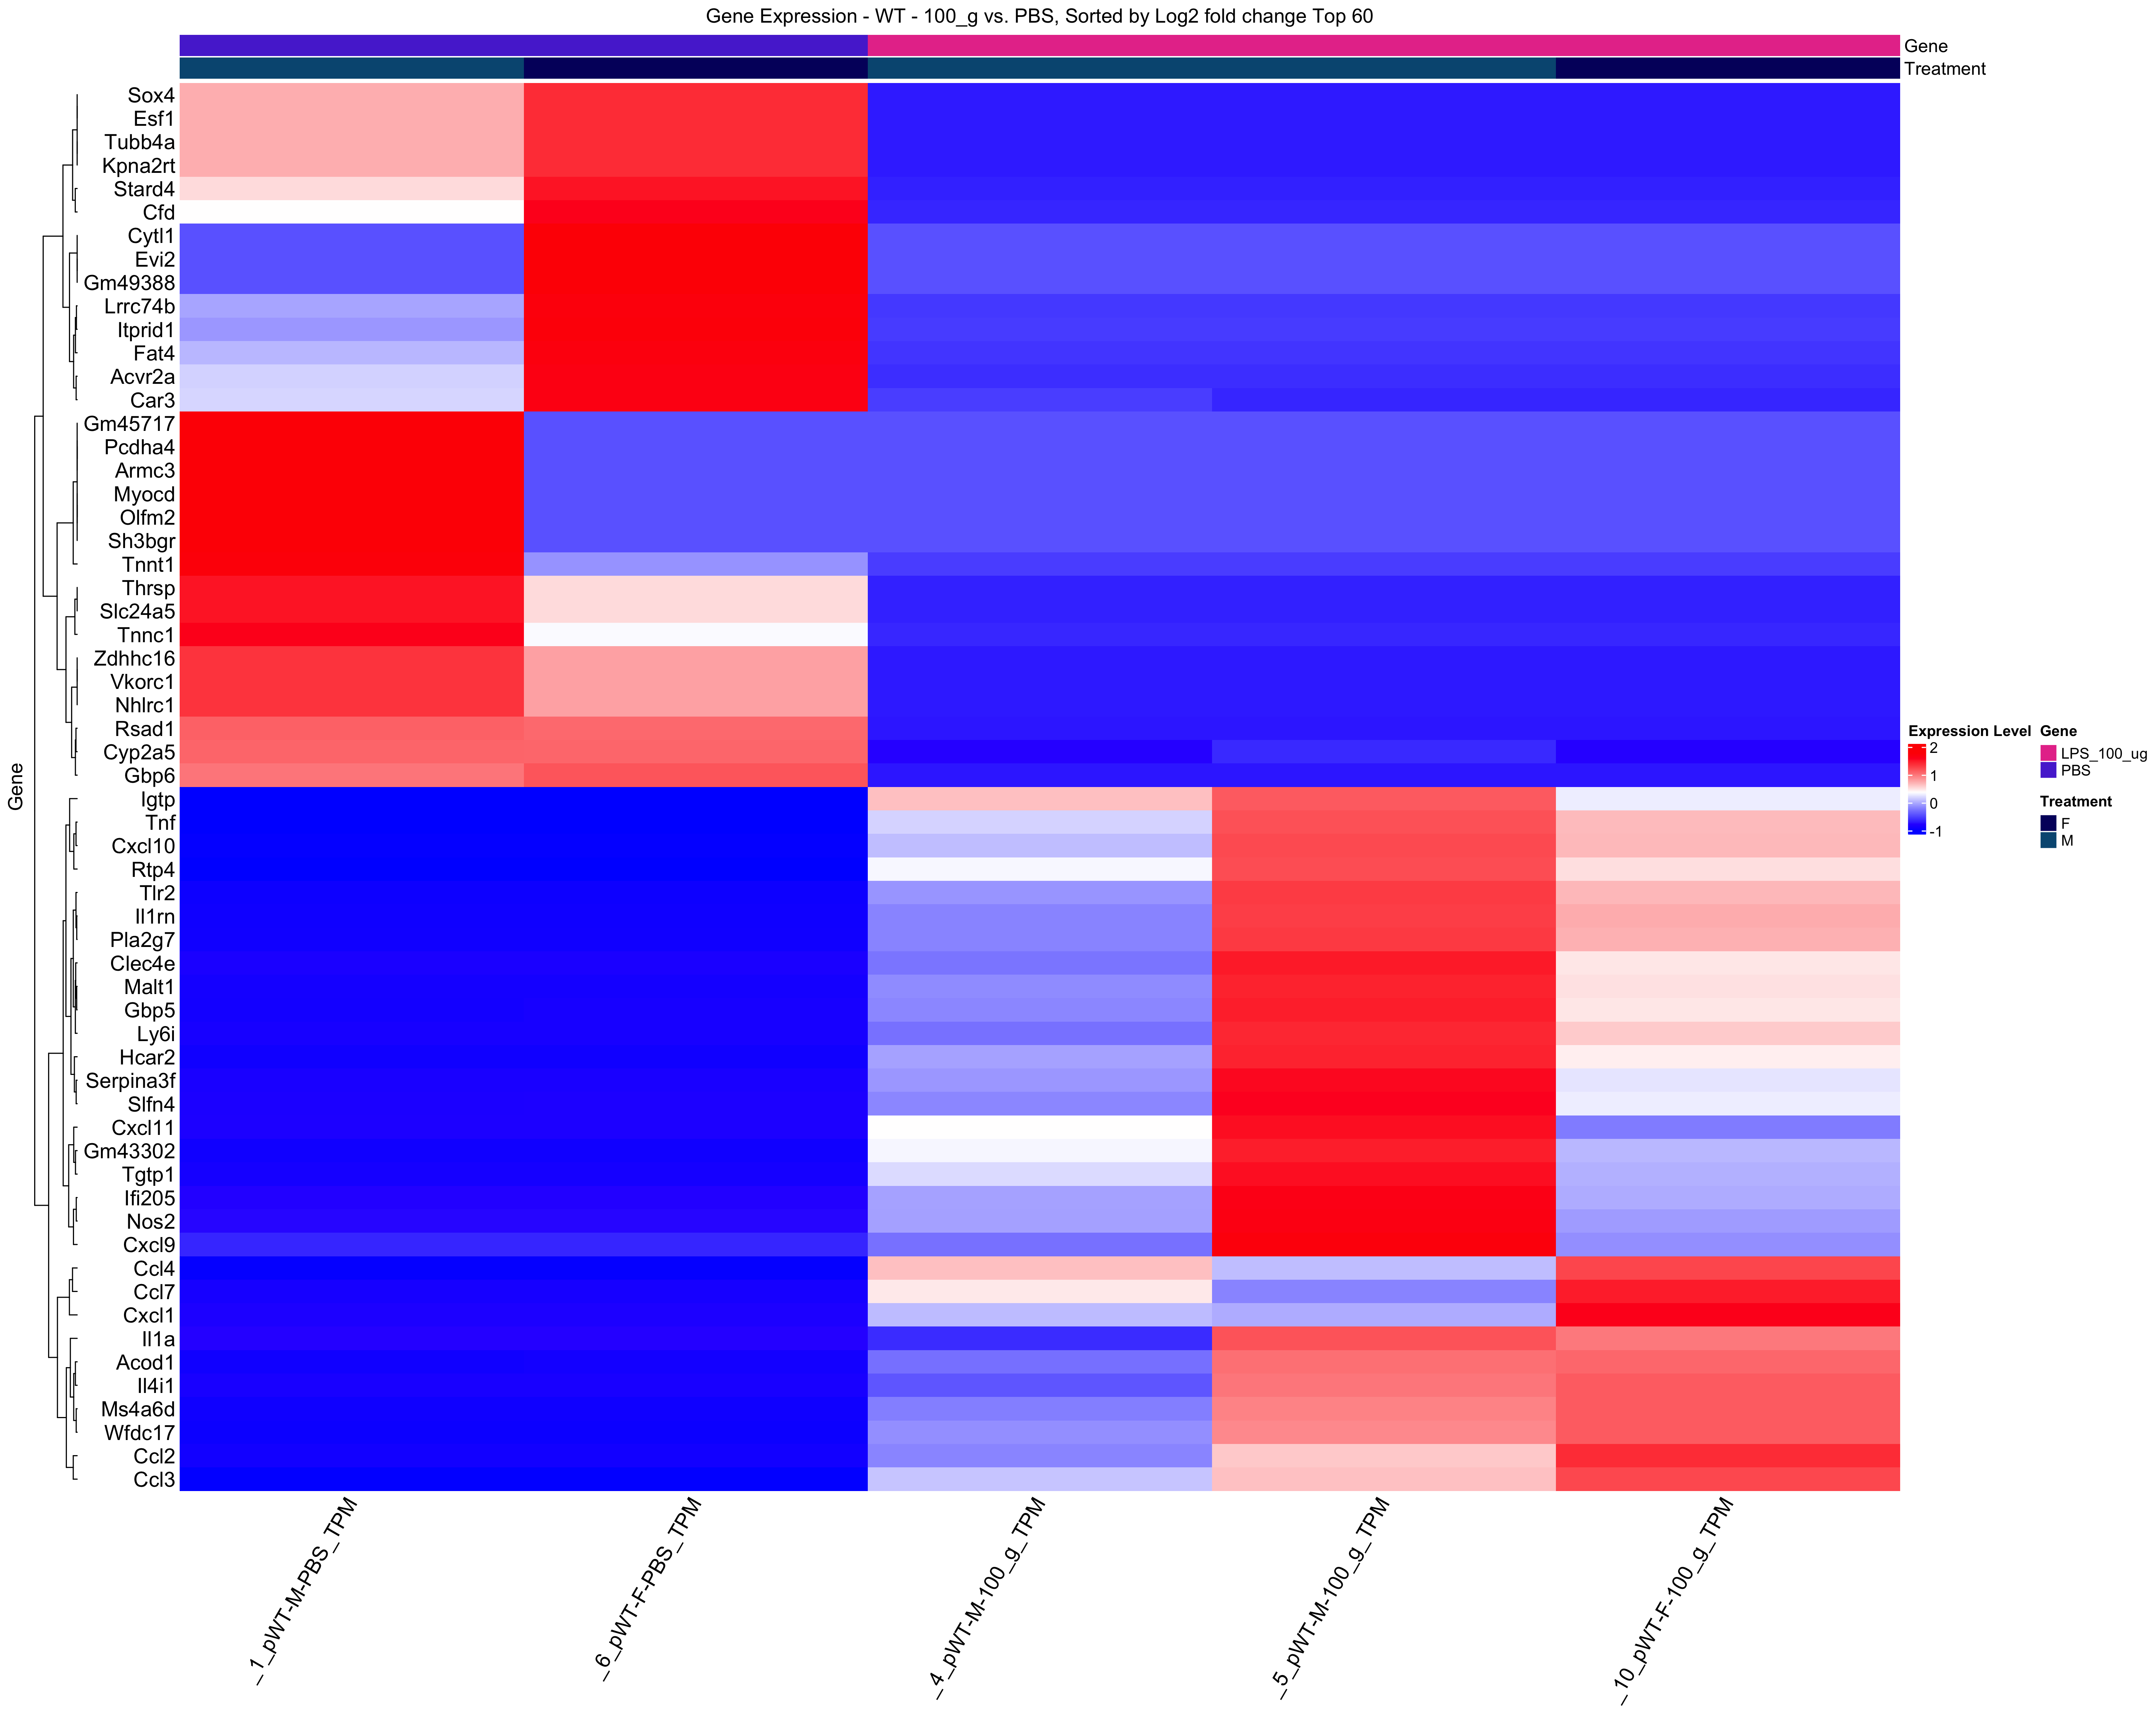 Gene Expression - WT - 100_g vs. PBS, Sorted by Log2 fold change Top 60
Gene
Treatment
Sox4
Esf1
Tubb4a
Kpna2rt
Stard4
Cfd
Cytl1
Evi2
Gm49388
Lrrc74b
Itprid1
Fat4
Acvr2a
Car3
Gm45717
Pcdha4
Armc3
Myocd
Olfm2
Sh3bgr
Tnnt1
Thrsp
Slc24a5
Tnnc1
Zdhhc16
Vkorc1
Nhlrc1
Rsad1
Cyp2a5
Gbp6
Igtp
Tnf
Cxcl10
Rtp4
Tlr2
Il1rn
Pla2g7
Clec4e
Malt1
Gbp5
Ly6i
Hcar2
Serpina3f
Slfn4
Cxcl11
Gm43302
Tgtp1
Ifi205
Nos2
Cxcl9
Ccl4
Ccl7
Cxcl1
Il1a
Acod1
Il4i1
Ms4a6d
Wfdc17
Ccl2
Ccl3
Gene
_1_pWT-M-PBS_TPM
_6_pWT-F-PBS_TPM
_4_pWT-M-100_g_TPM
_5_pWT-M-100_g_TPM
_10_pWT-F-100_g_TPM
Expression Level
2
1
0
-1
Gene
LPS_100_ug
PBS
Treatment
F
M